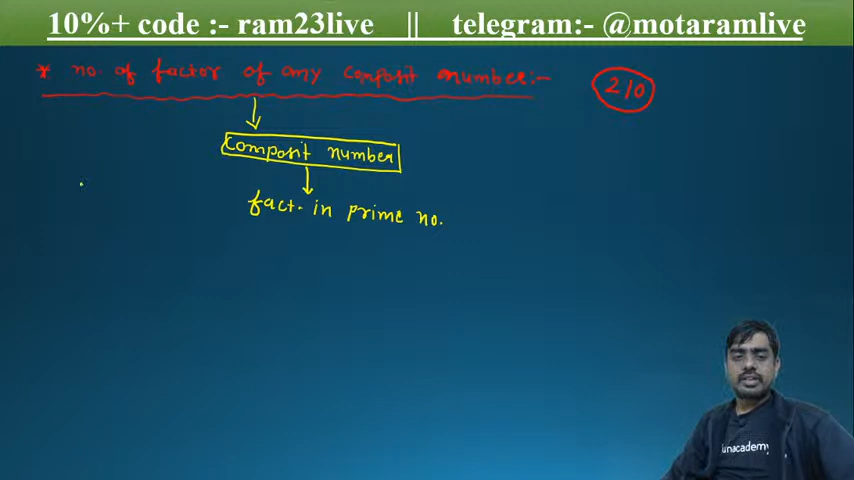 10%+ code :- ram23live || telegram:- @motaramlive
* no. of factor of any composit number:-
210
Composit number
fact. in prime no.
unacademy